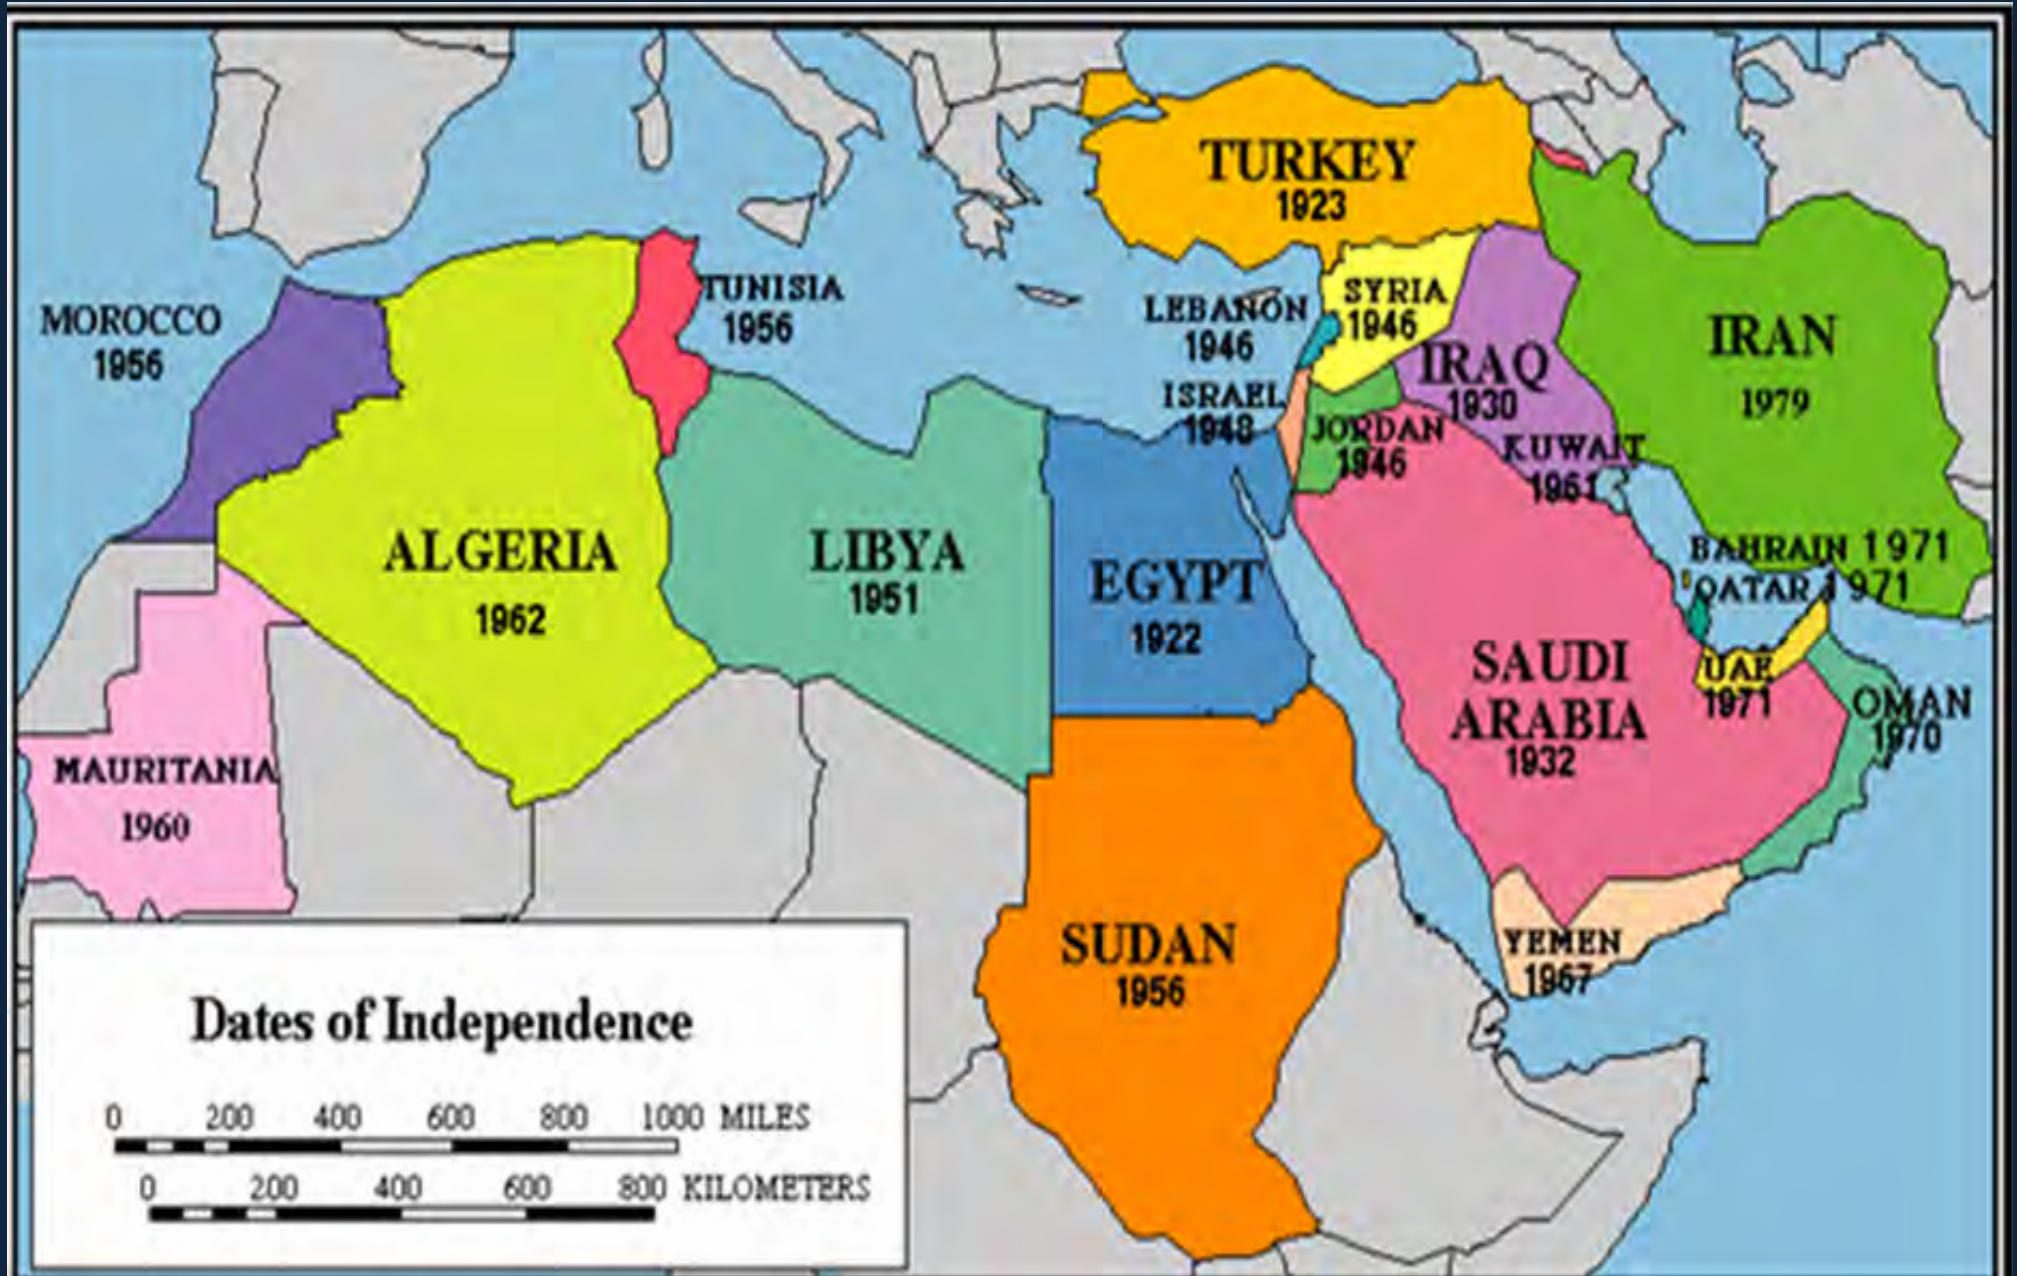 TURKEY
1923
MOROCCO
1956
TUNISIA
1956
LEBANON
1946
SYRIA
1946
IRAQ
1930
IRAN
1979
ISRAEL
1948
JORDAN
1946
KUWAIT
1961
ALGERIA
1962
LIBYA
1951
EGYPT
1922
BAHRAIN 1971
QATAR 1971
SAUDI
ARABIA
1932
UAE
1971
OMAN
1970
MAURITANIA
1960
SUDAN
1956
YEMEN
1967
Dates of Independence
0 200 400 600 800 1000 MILES
0 200 400 600 800 KILOMETERS